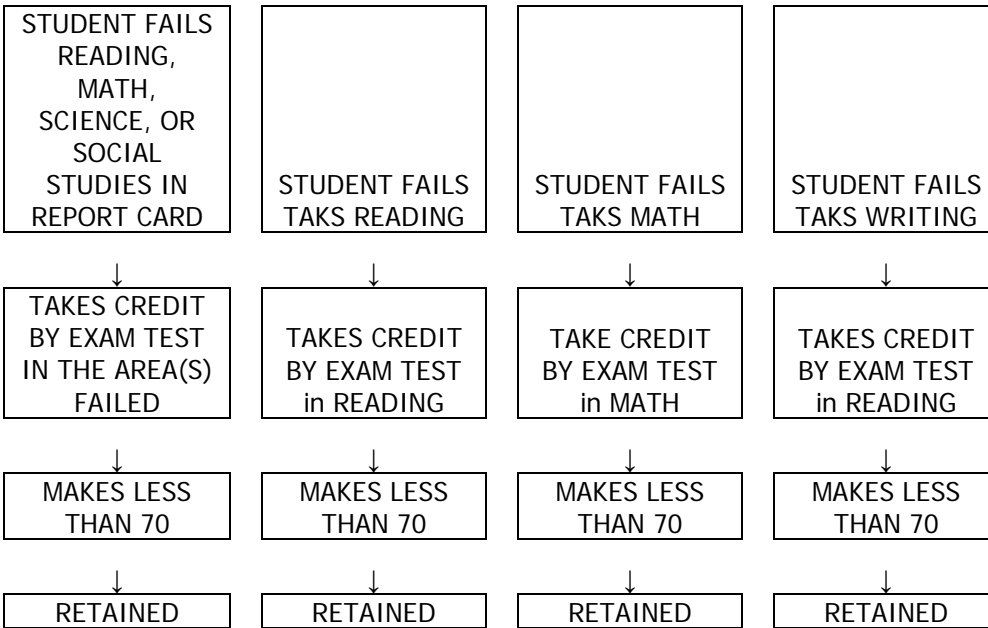 STUDENT FAILS
READING,
MATH,
SCIENCE, OR
SOCIAL
STUDIES IN
REPORT CARD
STUDENT FAILS
TAKS READING
STUDENT FAILS
TAKS MATH
STUDENT FAILS
TAKS WRITING
↓ ↓ ↓ ↓
TAKES CREDIT
BY EXAM TEST
IN THE AREA(S)
FAILED
TAKES CREDIT
BY EXAM TEST
in READING
TAKE CREDIT
BY EXAM TEST
in MATH
TAKES CREDIT
BY EXAM TEST
in READING
↓ ↓ ↓ ↓
MAKES LESS
THAN 70
MAKES LESS
THAN 70
MAKES LESS
THAN 70
MAKES LESS
THAN 70
↓ ↓ ↓ ↓
RETAINED
RETAINED
RETAINED
RETAINED